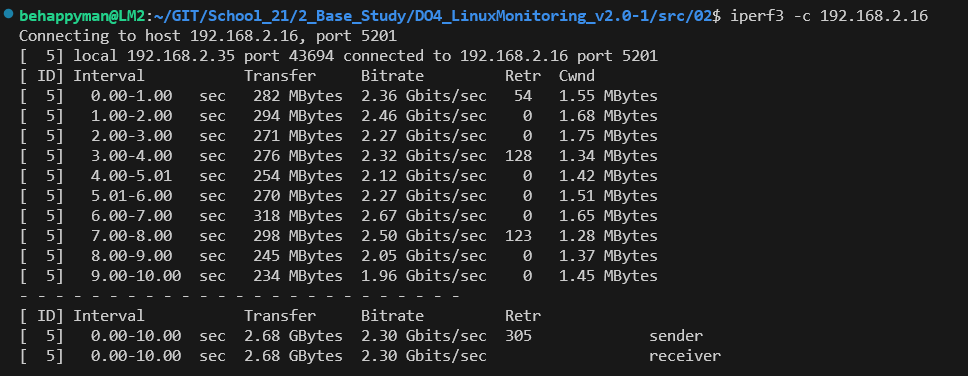 behappyman@LM2:~/GIT/School_21/2_Base_Study/DO4_LinuxMonitoring_v2.0-1/src/02$ iperf3 -c 192.168.2.16
Connecting to host 192.168.2.16, port 5201
[  5] local 192.168.2.35 port 43694 connected to 192.168.2.16 port 5201
[ ID] Interval           Transfer     Bitrate         Retr  Cwnd
[  5]   0.00-1.00   sec   282 MBytes  2.36 Gbits/sec   54   1.55 MBytes
[  5]   1.00-2.00   sec   294 MBytes  2.46 Gbits/sec    0   1.68 MBytes
[  5]   2.00-3.00   sec   271 MBytes  2.27 Gbits/sec    0   1.75 MBytes
[  5]   3.00-4.00   sec   276 MBytes  2.32 Gbits/sec  128   1.34 MBytes
[  5]   4.00-5.01   sec   254 MBytes  2.12 Gbits/sec    0   1.42 MBytes
[  5]   5.01-6.00   sec   270 MBytes  2.27 Gbits/sec    0   1.51 MBytes
[  5]   6.00-7.00   sec   318 MBytes  2.67 Gbits/sec    0   1.65 MBytes
[  5]   7.00-8.00   sec   298 MBytes  2.50 Gbits/sec  123   1.28 MBytes
[  5]   8.00-9.00   sec   245 MBytes  2.05 Gbits/sec    0   1.37 MBytes
[  5]   9.00-10.00  sec   234 MBytes  1.96 Gbits/sec    0   1.45 MBytes
- - - - - - - - - - - - - - - - - - - - - - - - -
[ ID] Interval           Transfer     Bitrate         Retr
[  5]   0.00-10.00  sec  2.68 GBytes  2.30 Gbits/sec  305             sender
[  5]   0.00-10.00  sec  2.68 GBytes  2.30 Gbits/sec                  receiver